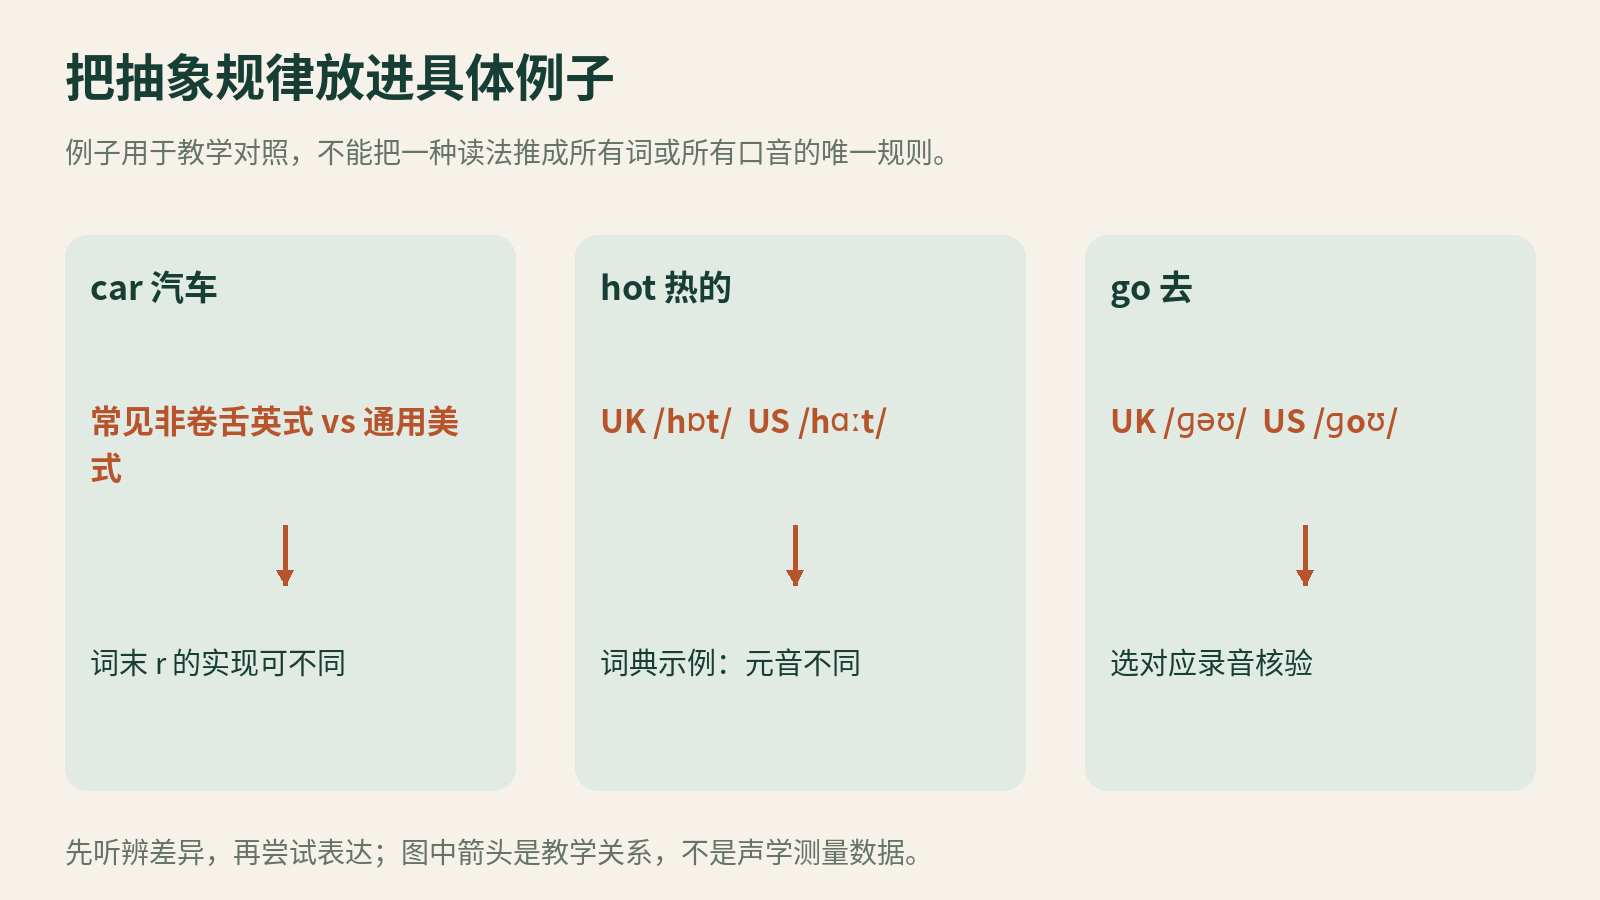 把抽象规律放进具体例子
例子用于教学对照，不能把一种读法推成所有词或所有口音的唯一规则。
car 汽车
常见非卷舌英式 vs 通用美
式
词末 r 的实现可不同
hot 热的
UK /hɒt/  US /hɑːt/
词典示例：元音不同
go 去
UK /ɡəʊ/  US /ɡoʊ/
选对应录音核验
先听辨差异，再尝试表达；图中箭头是教学关系，不是声学测量数据。